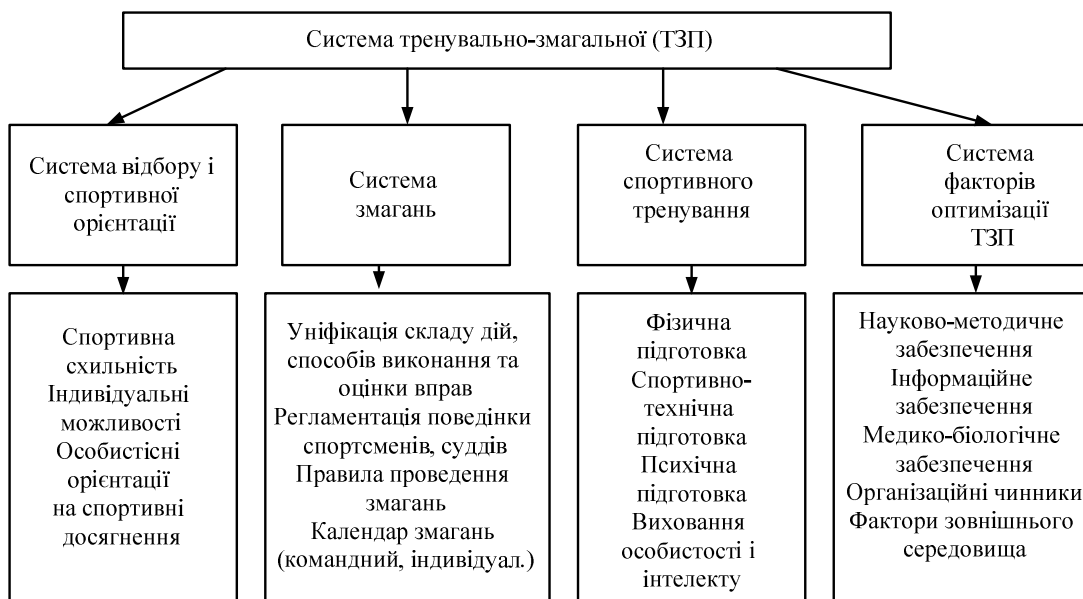 Система тренувально-змагальної (ТЗП)
Система відбору і
спортивної
орієнтації
Система
змагань
Система
спортивного
тренування
Система
факторів
оптимізації
ТЗП
Спортивна
схильність
Індивідуальні
можливості
Особистісні
орієнтації
на спортивні
досягнення
Уніфікація складу дій,
способів виконання та
оцінки вправ
Регламентація поведінки
спортсменів, суддів
Правила проведення
змагань
Календар змагань
(командний, індивідуал.)
Фізична
підготовка
Спортивно-
технічна
підготовка
Психічна
підготовка
Виховання
особистості і
інтелекту
Науково-методичне
забезпечення
Інформаційне
забезпечення
Медико-біологічне
забезпечення
Організаційні чинники
Фактори зовнішнього
середовища